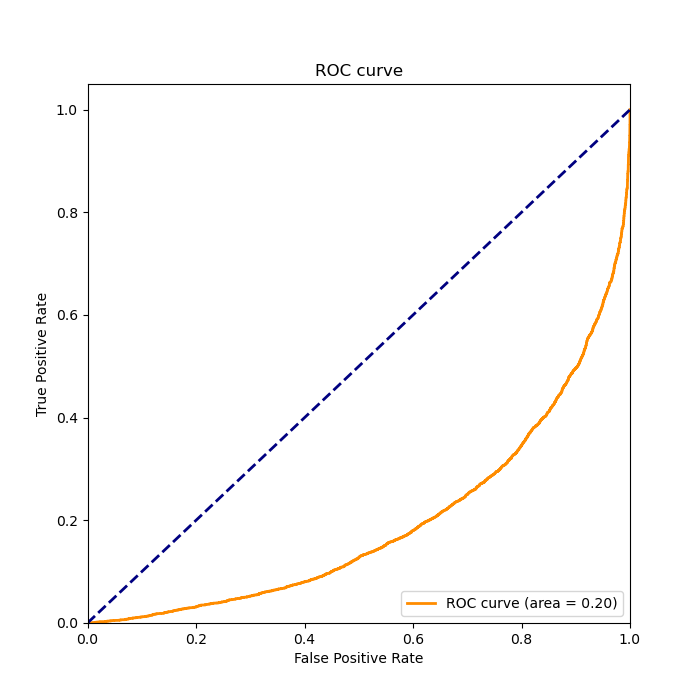 ROC curve
1.0
0.8
0.6
0.4
0.2
0.0
True Positive Rate
ROC curve (area = 0.20)
0.0 0.2 0.4 0.6 0.8 1.0
False Positive Rate